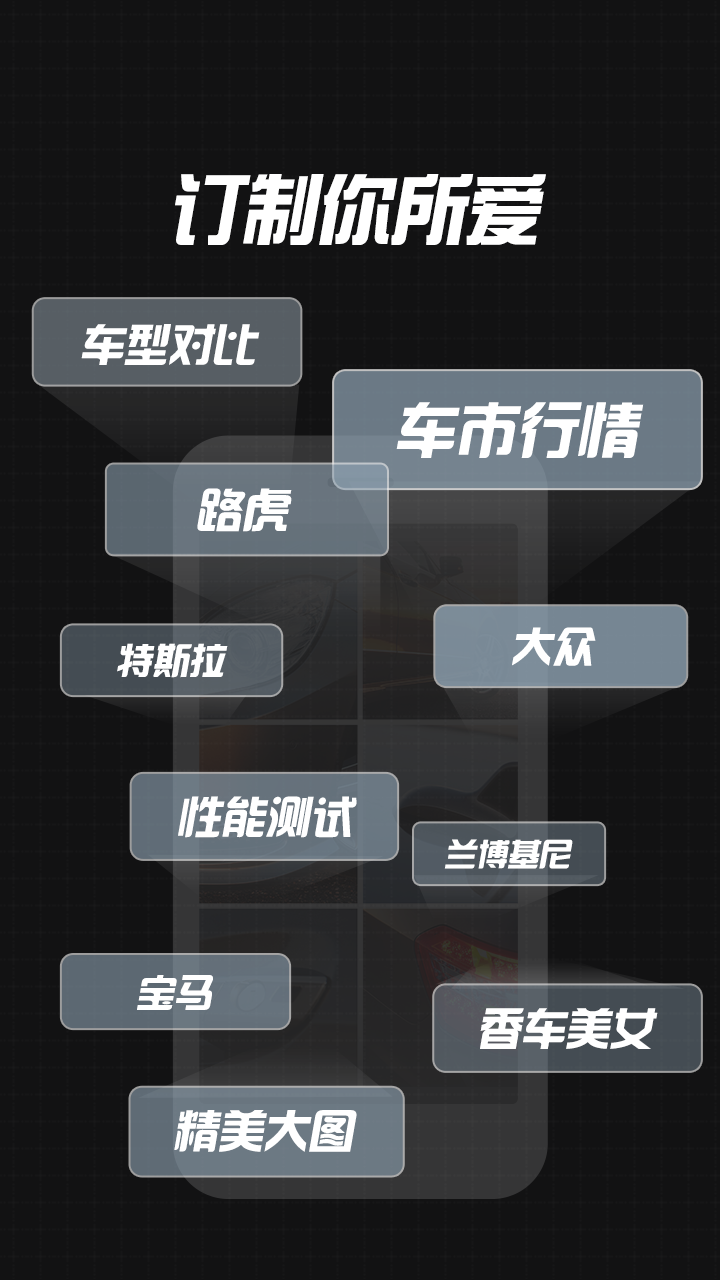 订制你所爱
车型对比
车市行情
路虎
特斯拉
大众
性能测试
兰博基尼
宝马
香车美女
精美大图